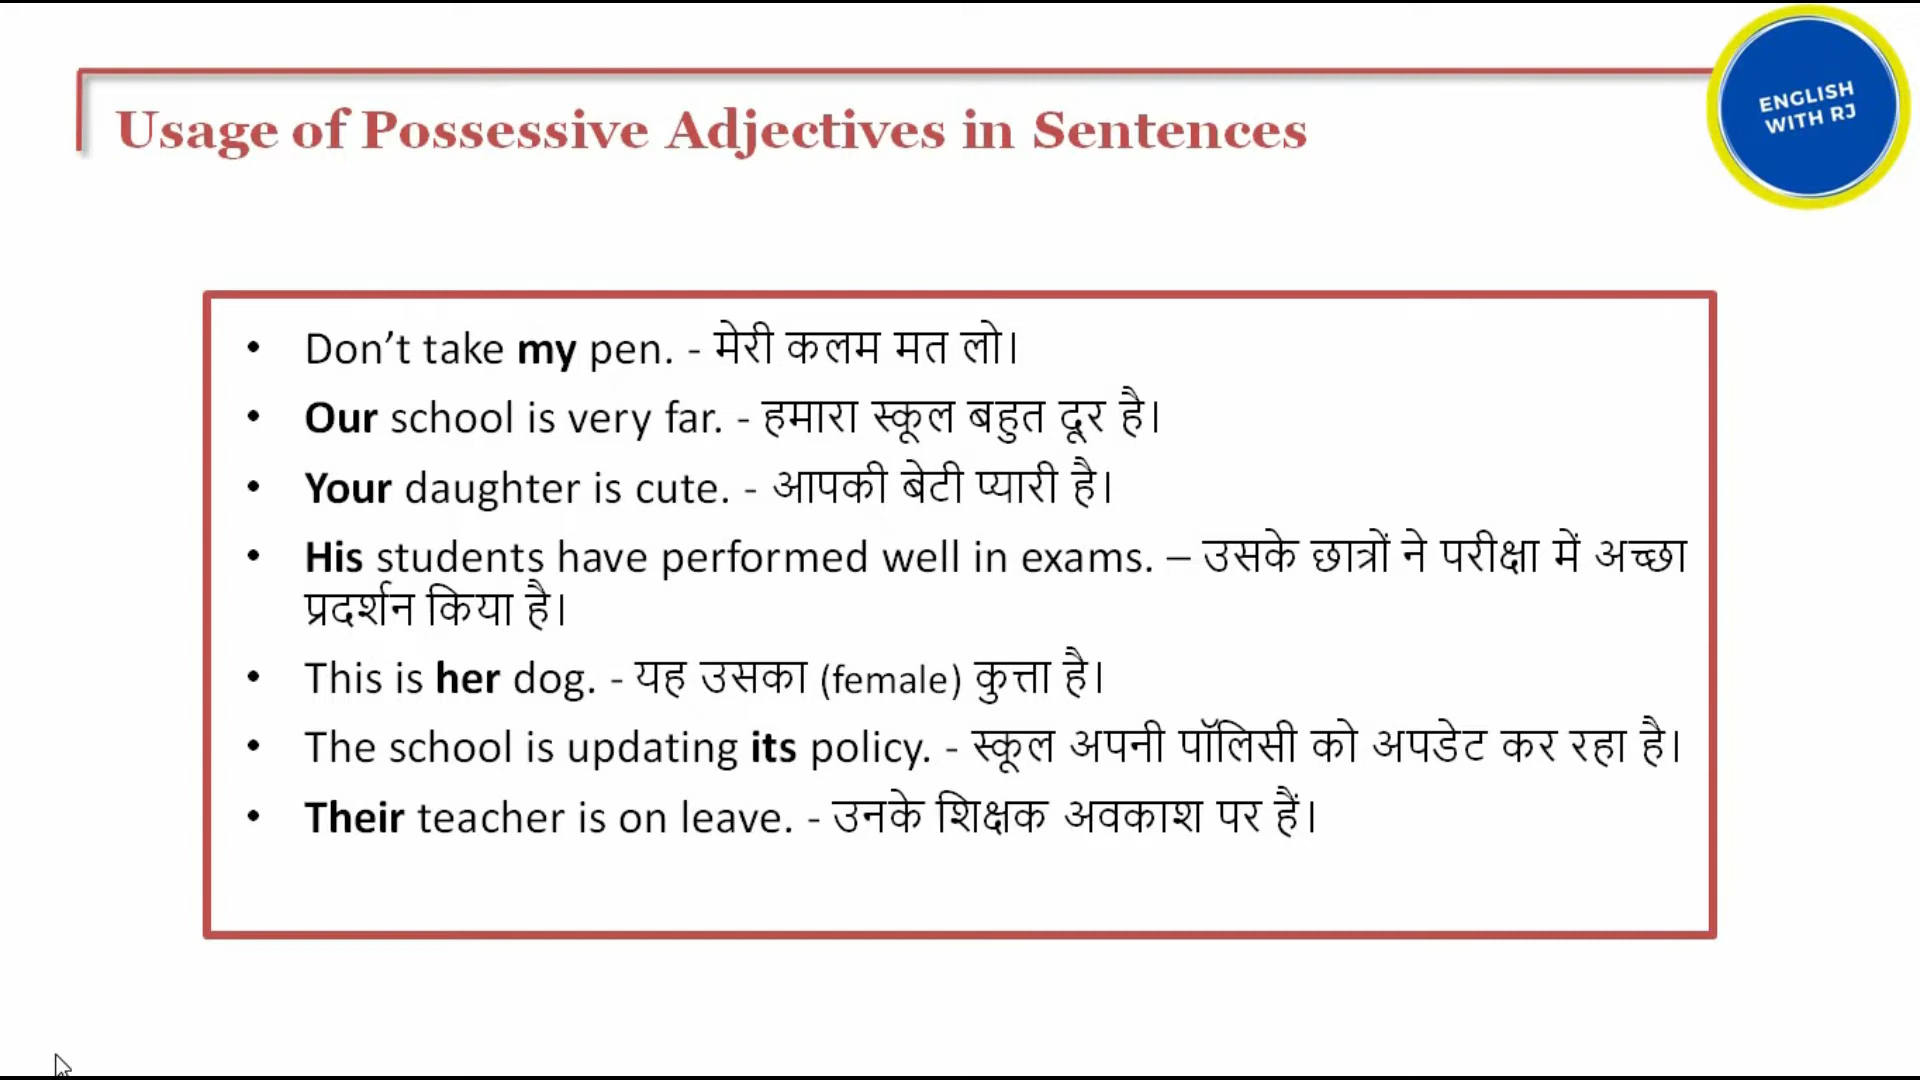 ENGLISH
WITH RJ
Usage of Possessive Adjectives in Sentences
• Don’t take my pen. - मेरी कलम मत लो।
• Our school is very far. - हमारा स्कूल बहुत दूर है।
• Your daughter is cute. - आपकी बेटी प्यारी है।
• His students have performed well in exams. – उसके छात्रों ने परीक्षा में अच्छा
प्रदर्शन किया है।
• This is her dog. - यह उसका (female) कुत्ता है।
• The school is updating its policy. - स्कूल अपनी पॉलिसी को अपडेट कर रहा है।
• Their teacher is on leave. - उनके शिक्षक अवकाश पर हैं।